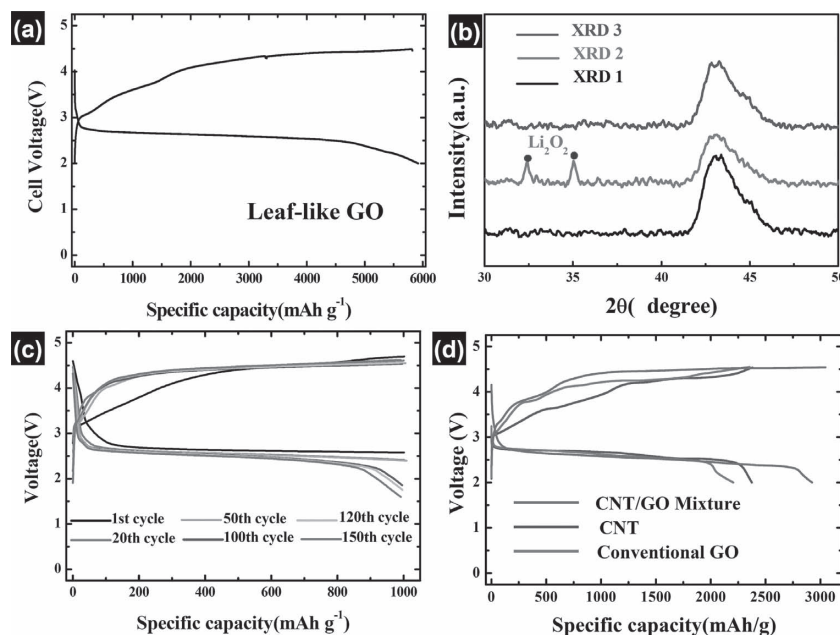 (a)
5
4
3
2
1
0
Cell Voltage(V)
Leaf-like GO
0 1000 2000 3000 4000 5000 6000
Specific capacity(mAh g⁻¹)
(b)
XRD 3
XRD 2
XRD 1
Li₂O₂
Intensity(a.u.)
30 35 40 45 50
2θ( degree)
(c)
5
4
3
2
1
0
Voltage(V)
1st cycle 50th cycle 120th cycle
20th cycle 100th cycle 150th cycle
0 200 400 600 800 1000
Specific capacity(mAh g⁻¹)
(d)
5
4
3
2
1
0
Voltage (V)
CNT/GO Mixture
CNT
Conventional GO
0 500 1000 1500 2000 2500 3000
Specific capacity(mAh/g)